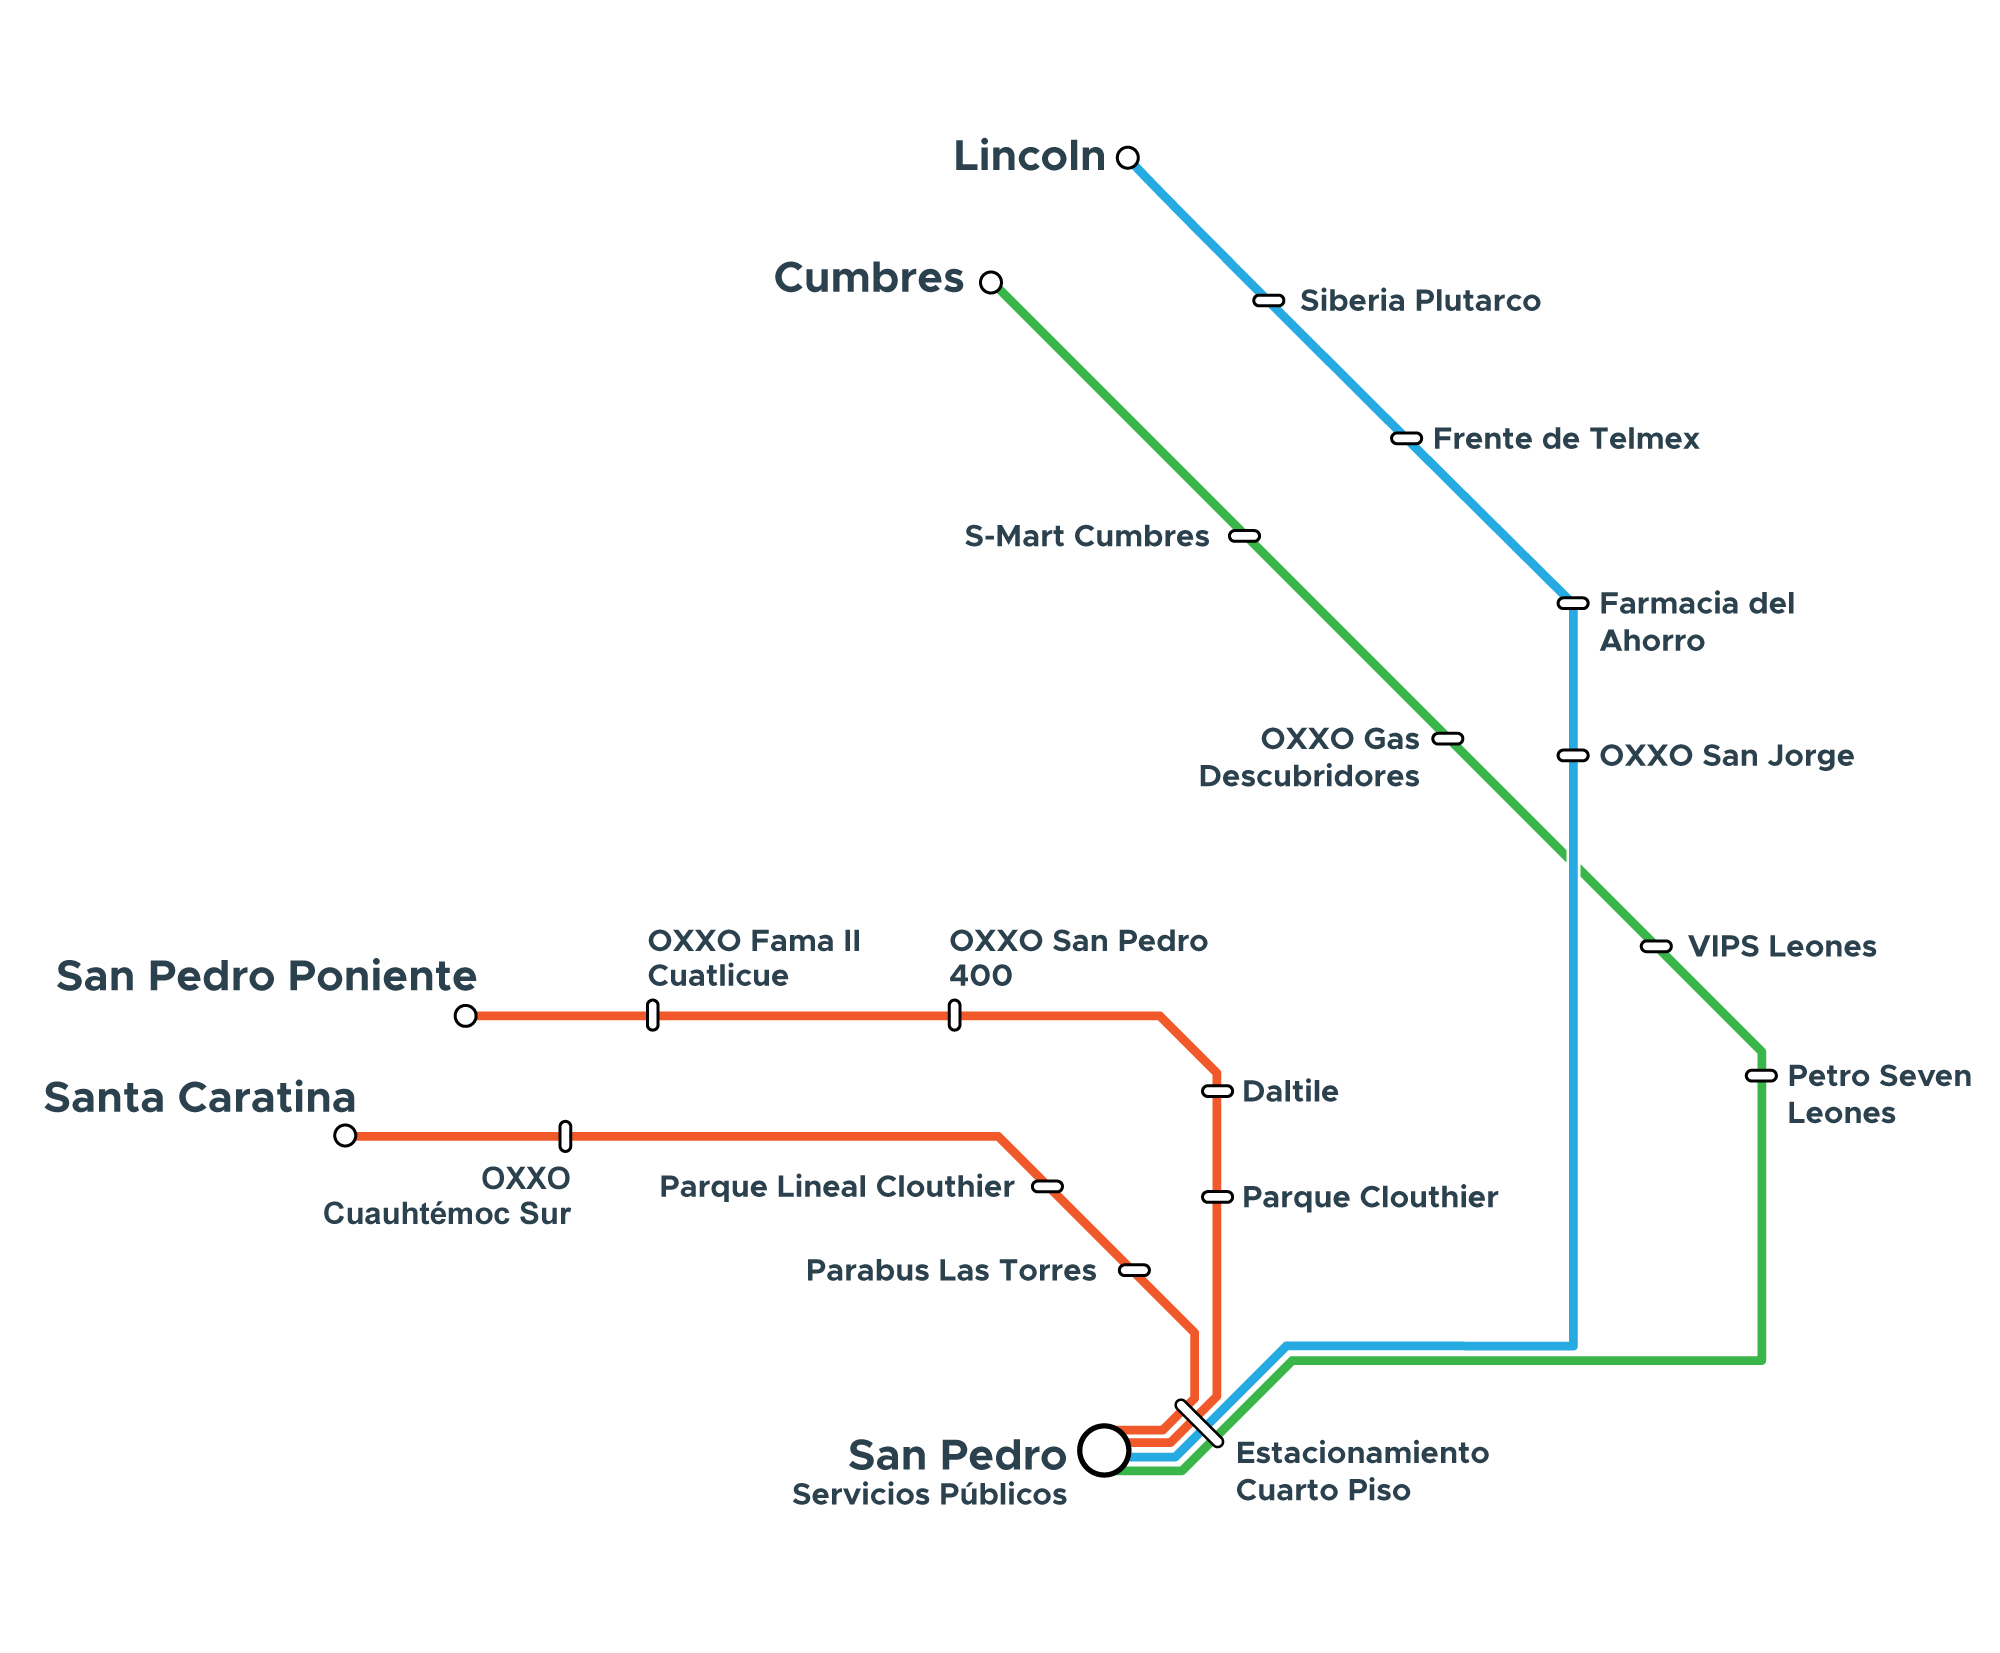 Lincoln
Cumbres
Siberia Plutarco
Frente de Telmex
S-Mart Cumbres
Farmacia del
Ahorro
OXXO Gas
Descubridores
OXXO San Jorge
VIPS Leones
OXXO Fama II
Cuatlicue
OXXO San Pedro
400
San Pedro Poniente
Santa Caratina
Daltile
Petro Seven
Leones
OXXO
Cuauhtémoc Sur
Parque Lineal Clouthier
Parque Clouthier
Parabus Las Torres
San Pedro
Servicios Públicos
Estacionamiento
Cuarto Piso